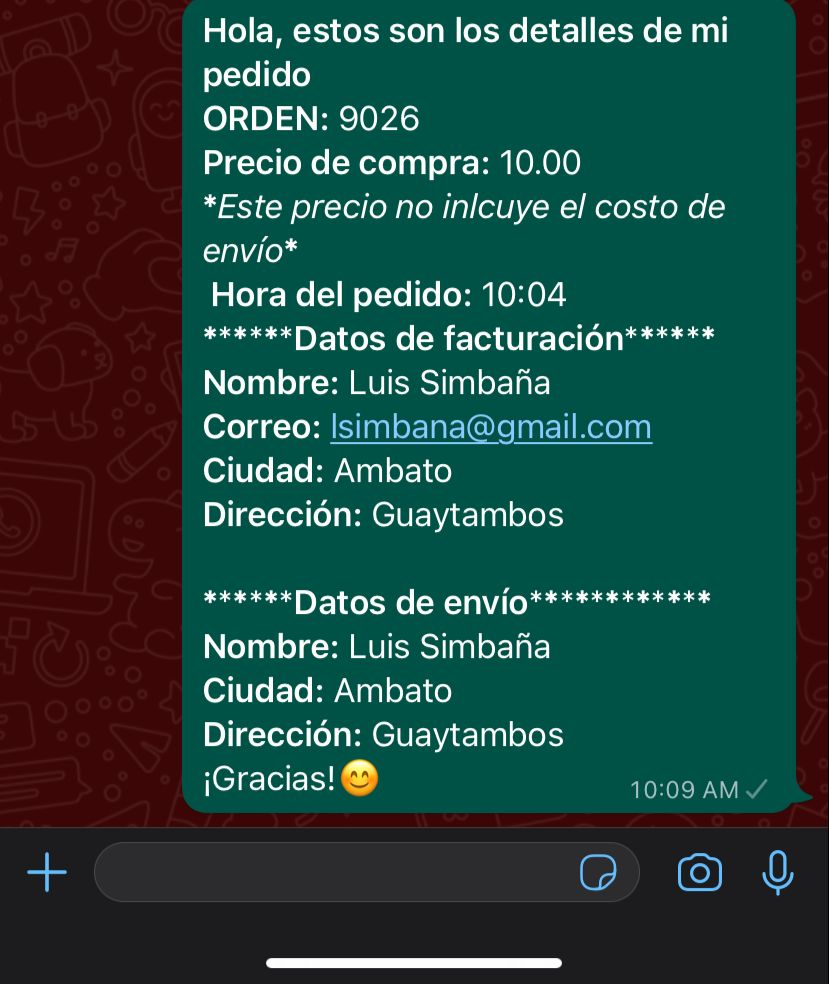 Hola, estos son los detalles de mi
pedido
ORDEN: 9026
Precio de compra: 10.00
*Este precio no inlcuye el costo de
envío*
Hora del pedido: 10:04
******Datos de facturación******
Nombre: Luis Simbaña
Correo: lsimbana@gmail.com
Ciudad: Ambato
Dirección: Guaytambos
******Datos de envío************
Nombre: Luis Simbaña
Ciudad: Ambato
Dirección: Guaytambos
¡Gracias!😊
10:09 AM